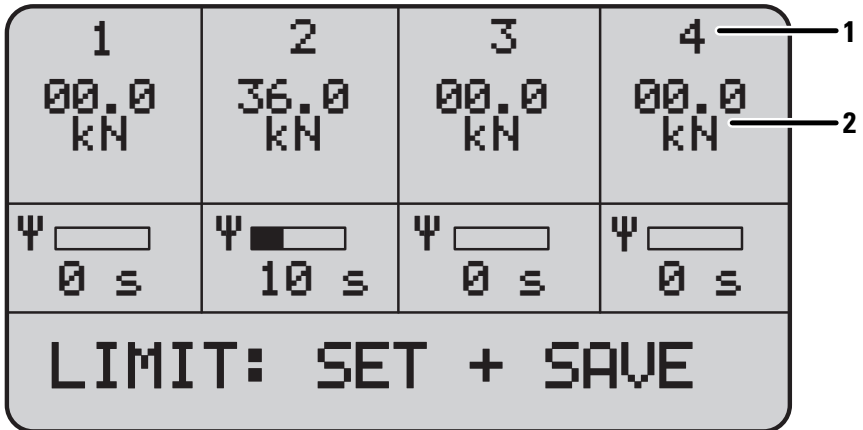 1 2 3 4 1
00.0 36.0 00.0 00.0
kN kN kN kN 2
0 s 10 s 0 s 0 s
LIMIT: SET + SAVE